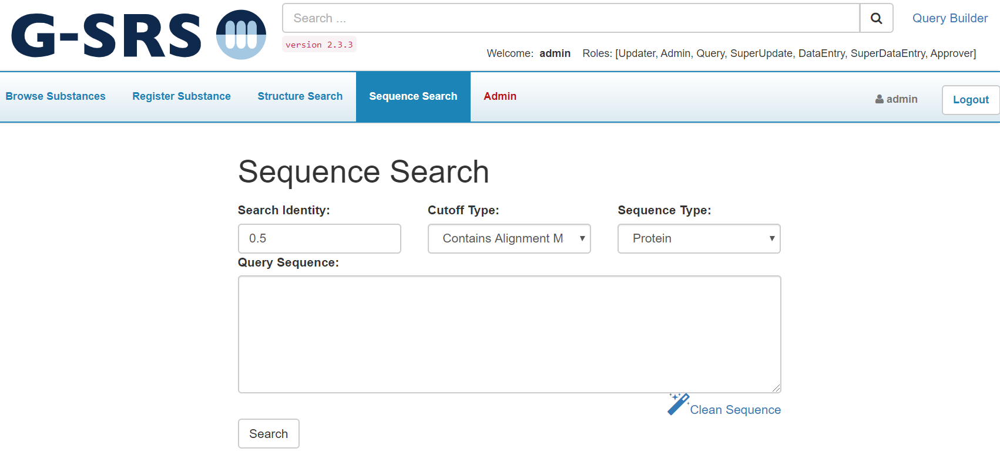 G-SRS
Search ...
Query Builder
version 2.3.3
Welcome: admin Roles: [Updater, Admin, Query, SuperUpdate, DataEntry, SuperDataEntry, Approver]
Browse Substances Register Substance Structure Search Sequence Search Admin admin Logout
Sequence Search
Search Identity: Cutoff Type: Sequence Type:
0.5 Contains Alignment M Protein
Query Sequence:
Clean Sequence
Search